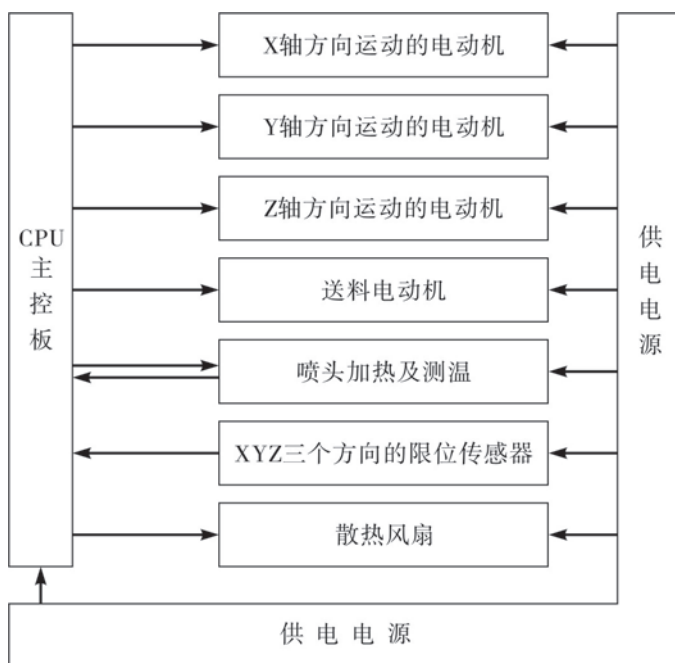 X轴方向运动的电动机
Y轴方向运动的电动机
Z轴方向运动的电动机
CPU
主
控
板
送料电动机
喷头加热及测温
XYZ三个方向的限位传感器
散热风扇
供
电
电
源
供电电源